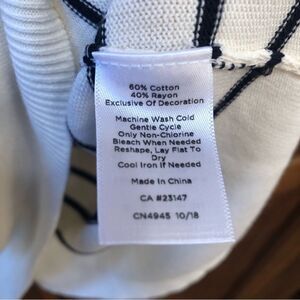 60% Cotton
40% Rayon
Exclusive Of Decoration
Machine Wash Cold
Gentle Cycle
Only Non-Chlorine
Bleach When Needed
Reshape, Lay Flat To
Dry
Cool Iron If Needed
Made In China
CA #23147
CN4945 10/18